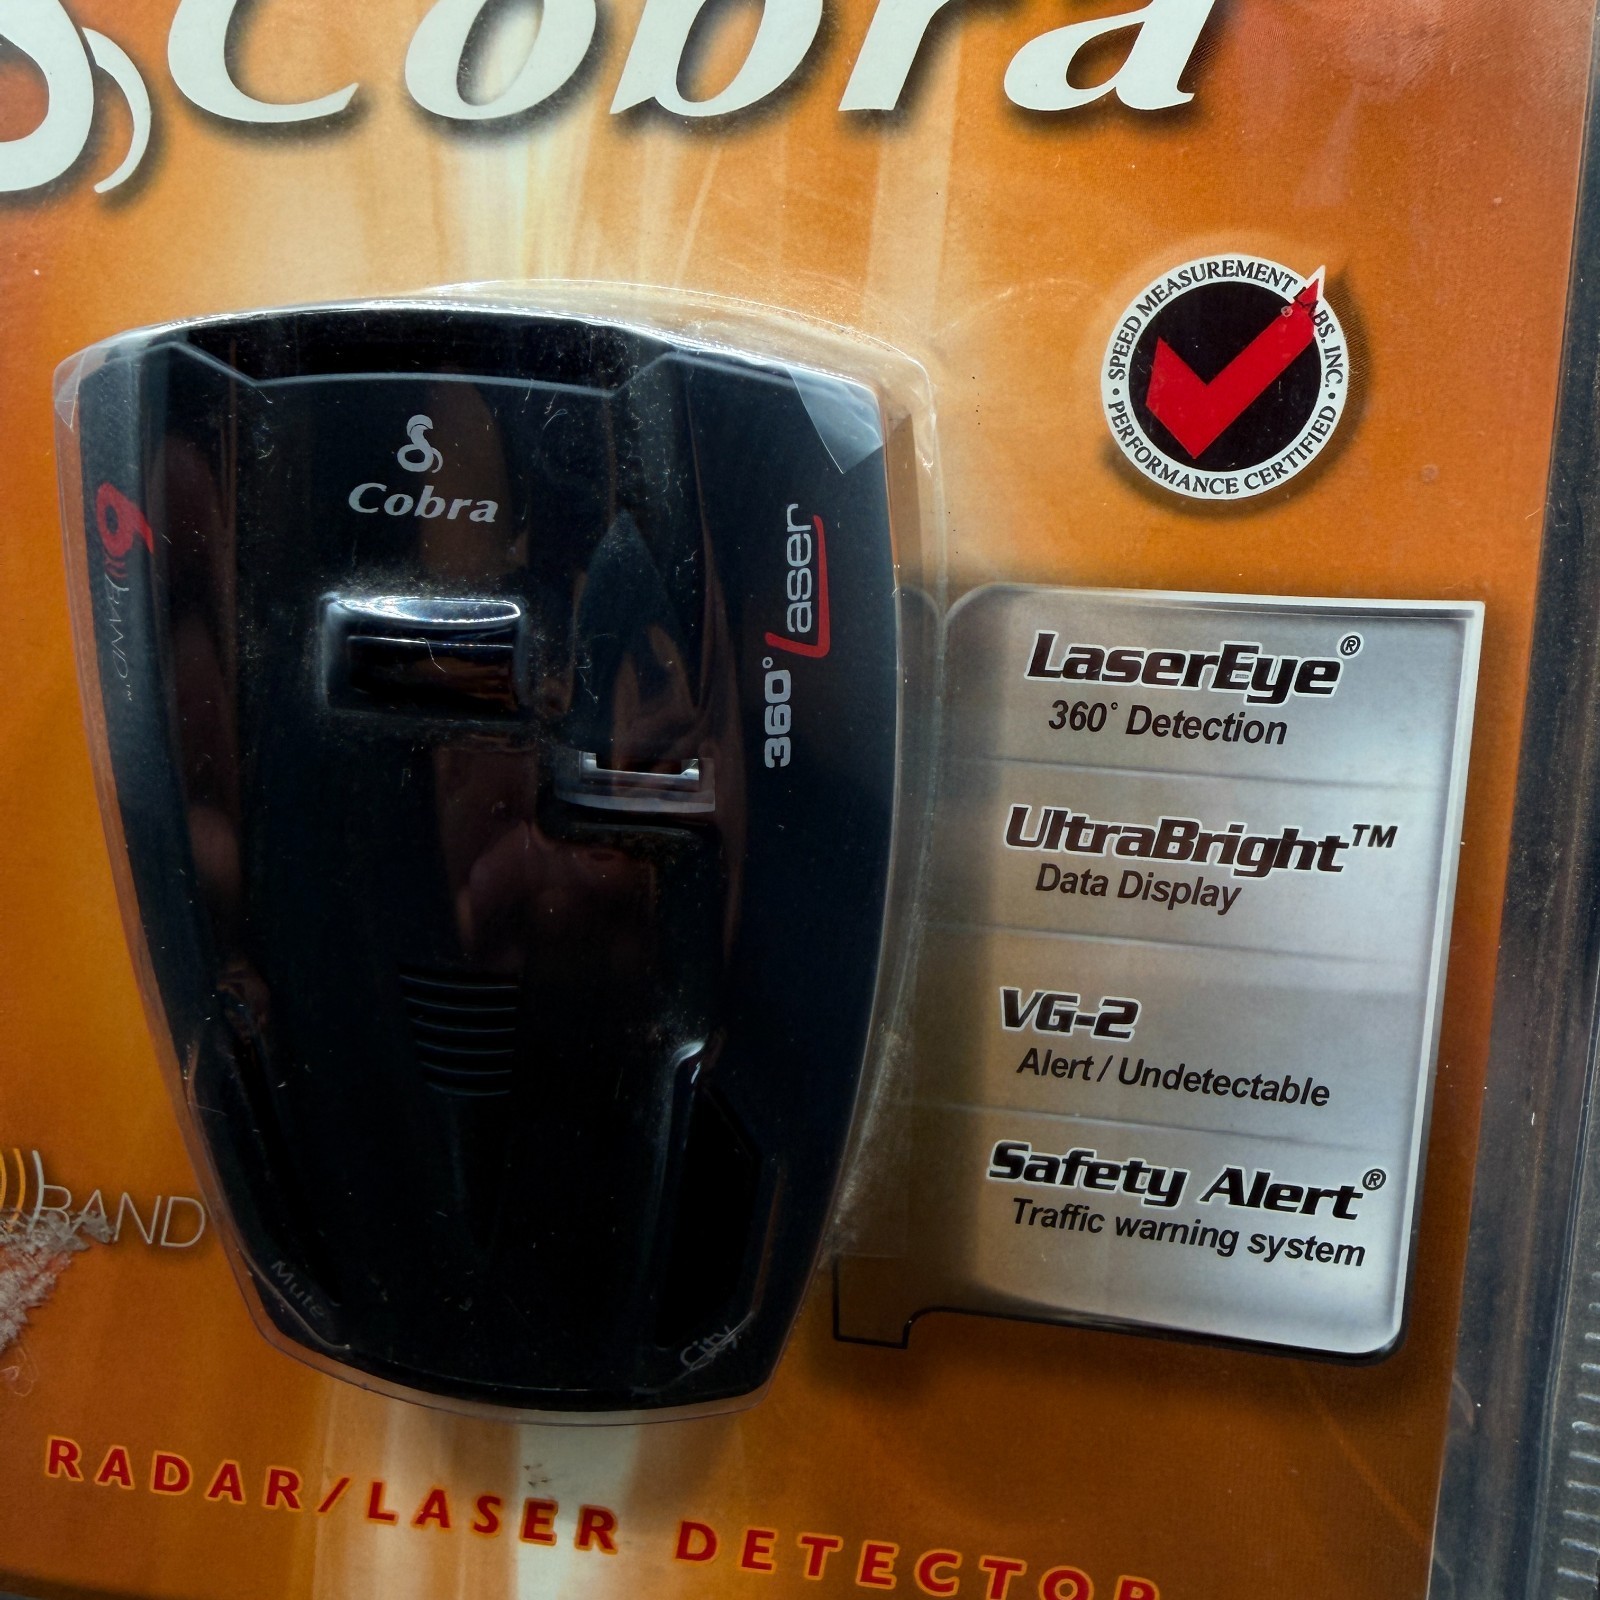 Cobra
SPEED MEASUREMENT LABS. INC.
• PERFORMANCE CERTIFIED •
Cobra
360° Laser
LaserEye®
360° Detection
UltraBright™
Data Display
VG-2
Alert / Undetectable
Safety Alert®
Traffic warning system
BAND
Mute
City
RADAR/LASER DETECTOR